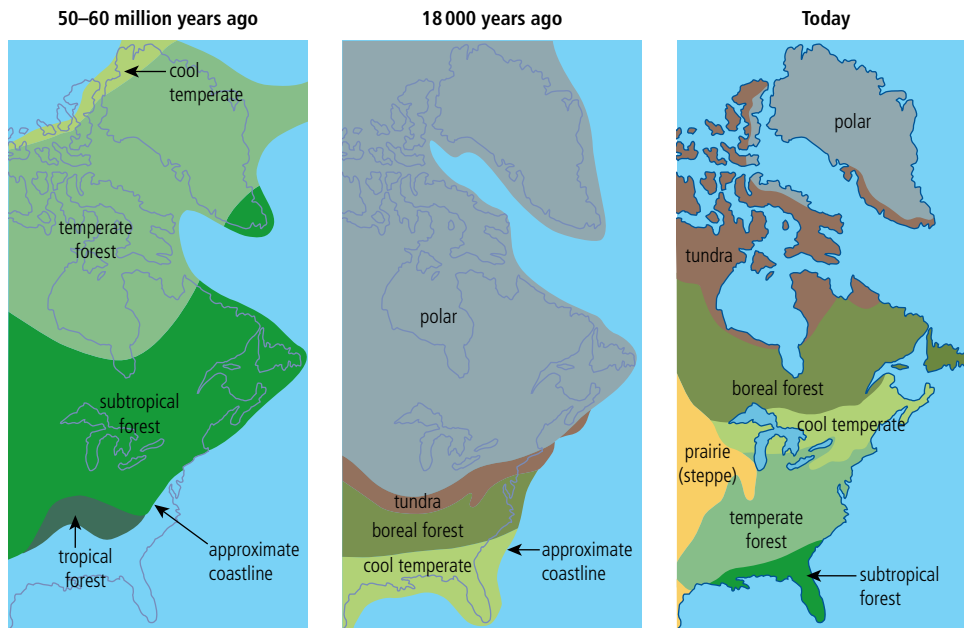 50–60 million years ago
cool
temperate
temperate
forest
subtropical
forest
tropical
forest
approximate
coastline
18 000 years ago
polar
tundra
boreal forest
cool temperate
approximate
coastline
Today
polar
tundra
boreal forest
cool temperate
prairie
(steppe)
temperate
forest
subtropical
forest